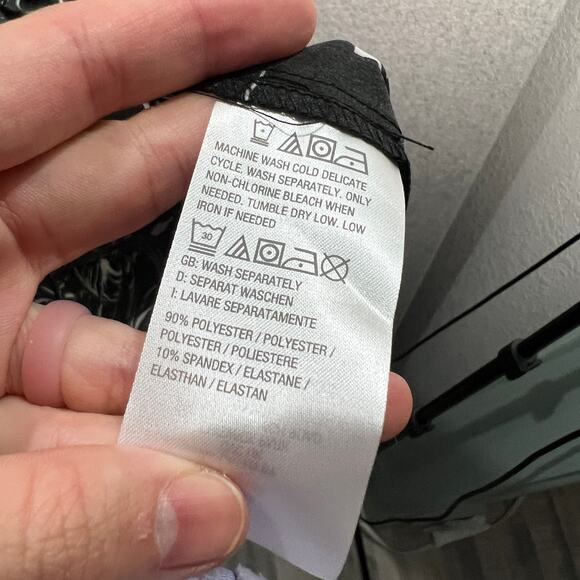 MACHINE WASH COLD DELICATE
CYCLE. WASH SEPARATELY. ONLY
NON-CHLORINE BLEACH WHEN
NEEDED. TUMBLE DRY LOW. LOW
IRON IF NEEDED
30
GB: WASH SEPARATELY
D: SEPARAT WASCHEN
I: LAVARE SEPARATAMENTE
90% POLYESTER / POLYESTER /
POLYESTER / POLIESTERE
10% SPANDEX / ELASTANE /
ELASTHAN / ELASTAN